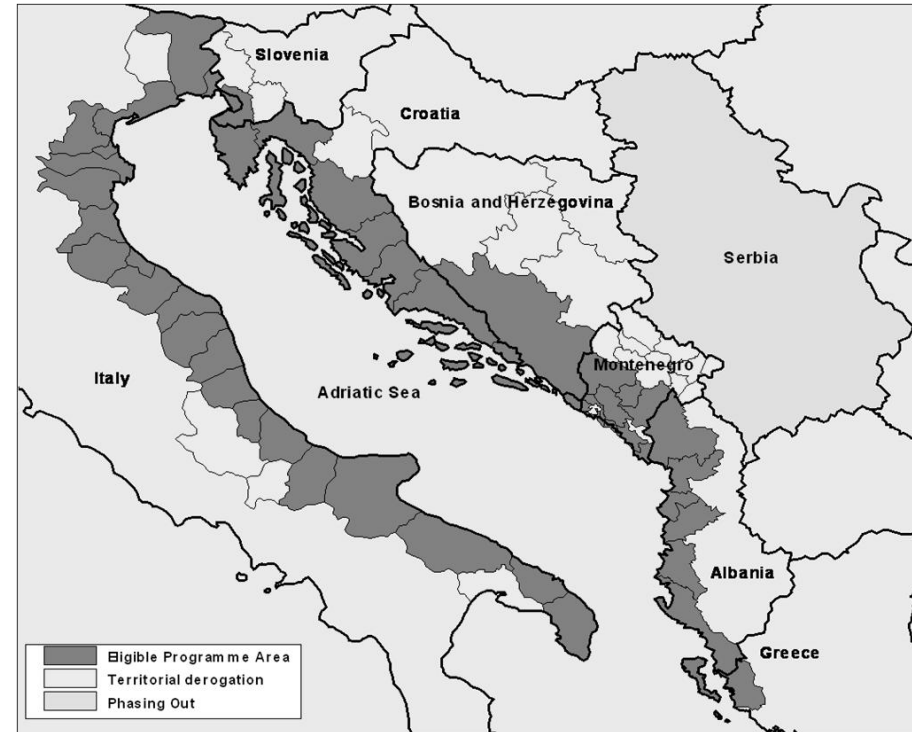 Slovenia
Croatia
Bosnia and Herzegovina
Serbia
Montenegro
Italy
Adriatic Sea
Albania
Greece
Eligible Programme Area
Territorial derogation
Phasing Out